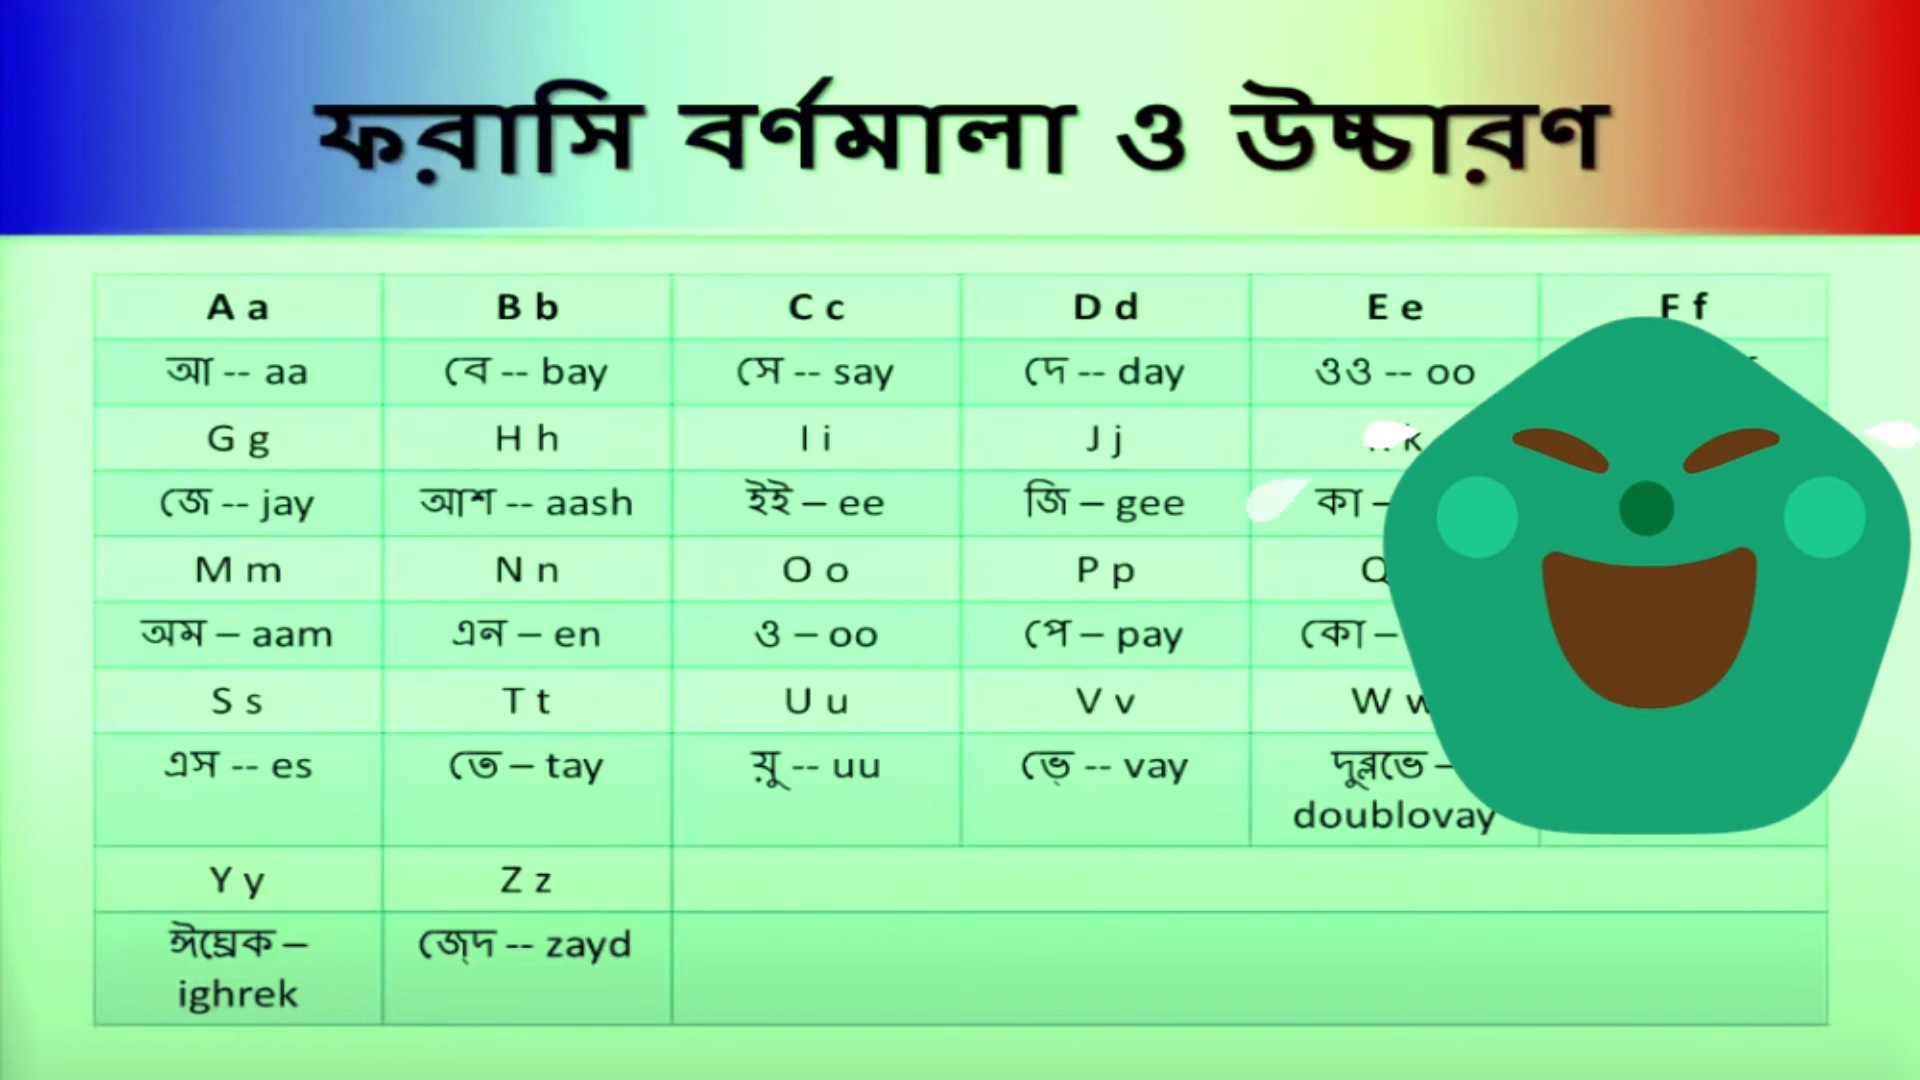 ফরাসি বর্ণমালা ও উচ্চারণ
A a B b C c D d E e F f
আ -- aa বে -- bay সে -- say দে -- day ওও -- oo
G g H h I i J j k
জে -- jay আশ -- aash ইই – ee জি – gee কা –
M m N n O o P p Q
অম – aam এন – en ও – oo পে – pay কো –
S s T t U u V v W w
এস -- es তে – tay য়ু -- uu ভে্ -- vay দুব্লভে –
doublovay
Y y Z z
ঈঘ্রেক – জে্দ -- zayd
ighrek